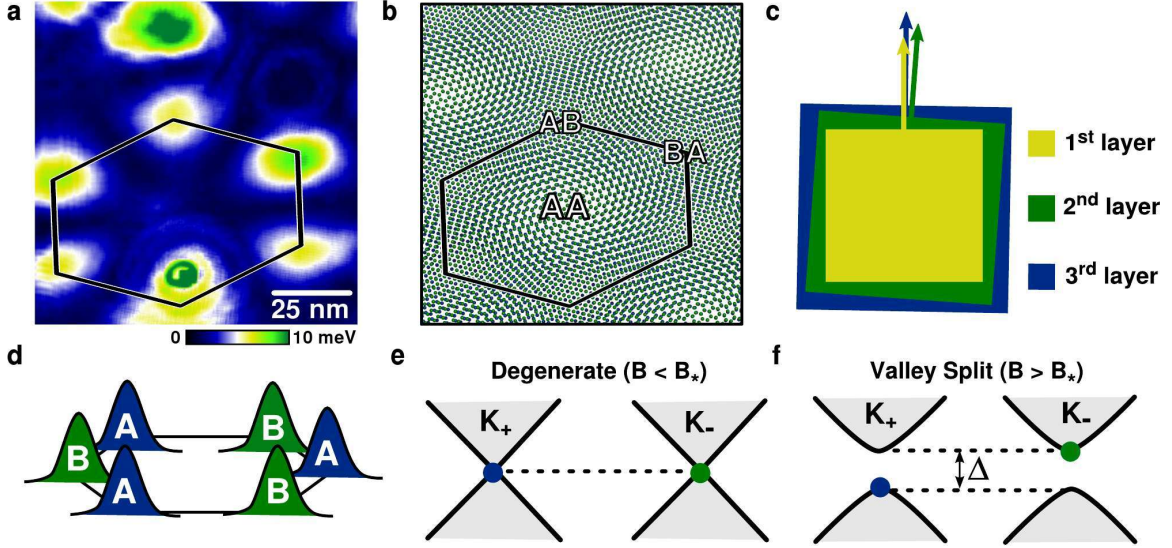 a
25 nm
0 10 meV
b
AB
BA
AA
c
1st layer
2nd layer
3rd layer
d
A B
B A
A B
e
Degenerate (B < B*)
K+ K-
f
Valley Split (B > B*)
K+ K-
Δ